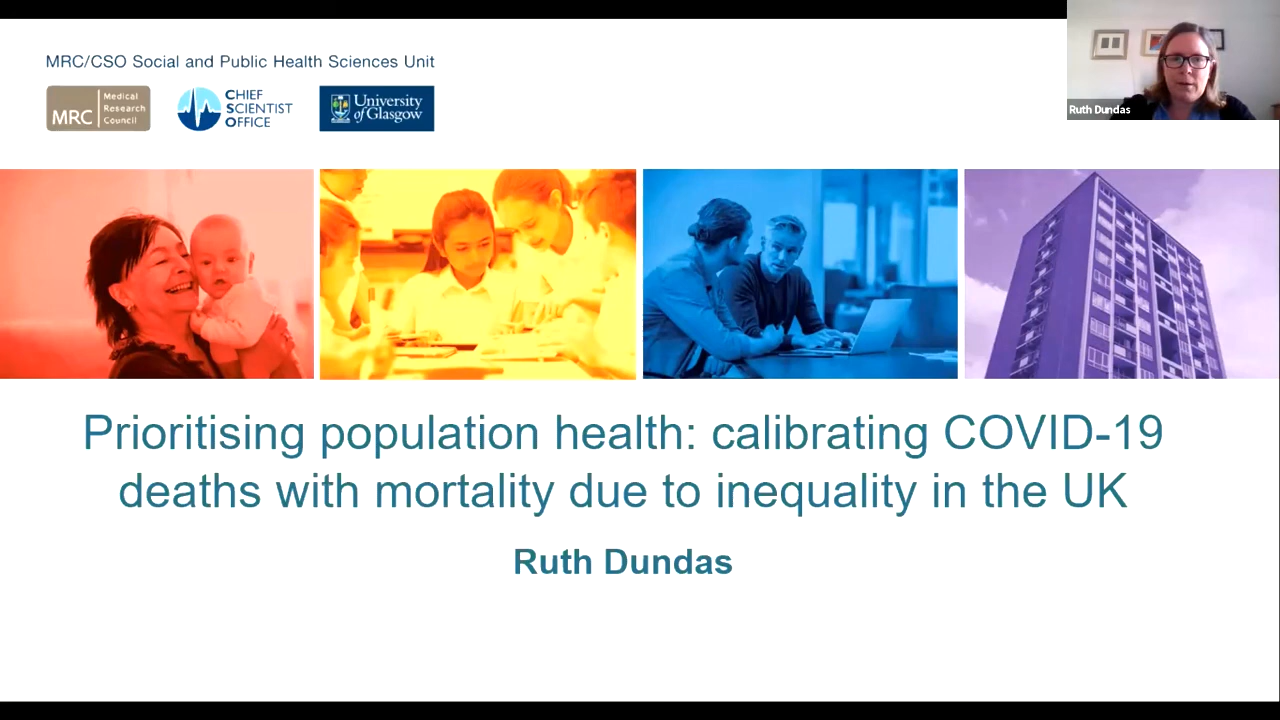 MRC/CSO Social and Public Health Sciences Unit
MRC
Medical
Research
Council
CHIEF
SCIENTIST
OFFICE
University
of Glasgow
Ruth Dundas
Prioritising population health: calibrating COVID-19
deaths with mortality due to inequality in the UK
Ruth Dundas